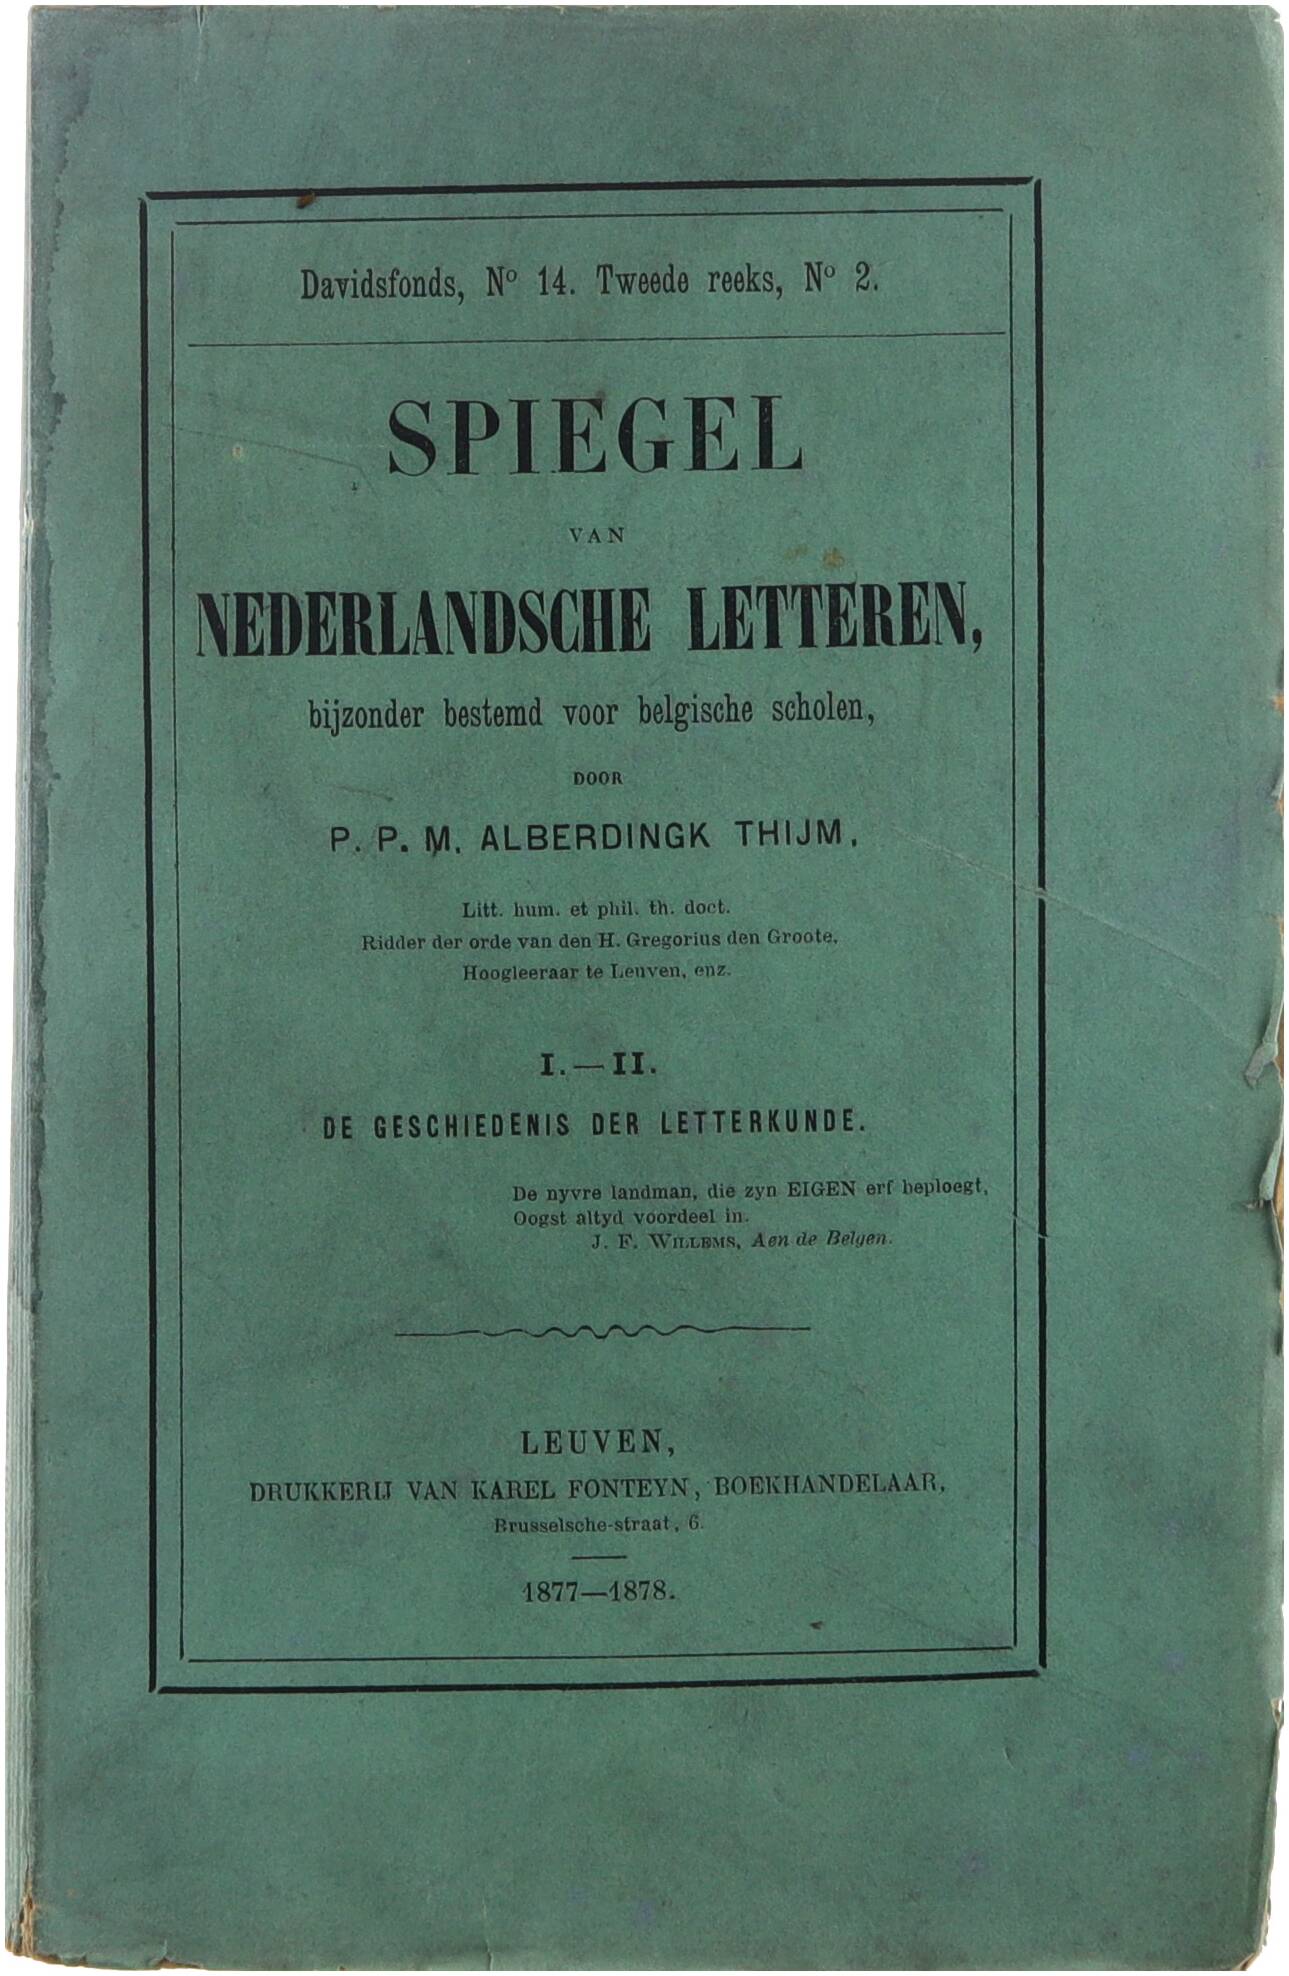 Davidsfonds, Nº 14. Tweede reeks, Nº 2.
SPIEGEL
VAN
NEDERLANDSCHE LETTEREN,
bijzonder bestemd voor belgische scholen,
DOOR
P. P. M. ALBERDINGK THIJM,
Litt. hum. et phil. th. doct.
Ridder der orde van den H. Gregorius den Groote,
Hoogleeraar te Leuven, enz.
I.—II.
DE GESCHIEDENIS DER LETTERKUNDE.
De nyvre landman, die zyn EIGEN erf beploegt,
Oogst altyd voordeel in.
J. F. WILLEMS, Aen de Belgen.
LEUVEN,
DRUKKERIJ VAN KAREL FONTEYN, BOEKHANDELAAR,
Brusselsche-straat, 6.
1877—1878.